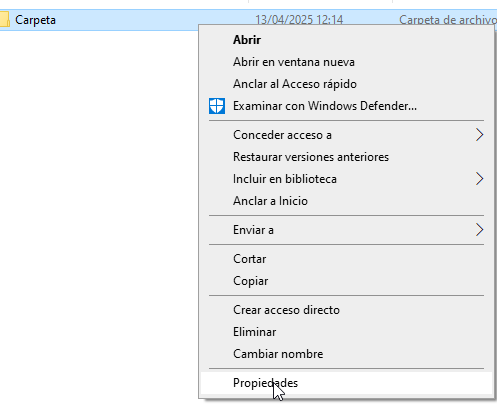 Carpeta 13/04/2025 12:14 Carpeta de archivo
Abrir
Abrir en ventana nueva
Anclar al Acceso rápido
Examinar con Windows Defender...
Conceder acceso a
Restaurar versiones anteriores
Incluir en biblioteca
Anclar a Inicio
Enviar a
Cortar
Copiar
Crear acceso directo
Eliminar
Cambiar nombre
Propiedades